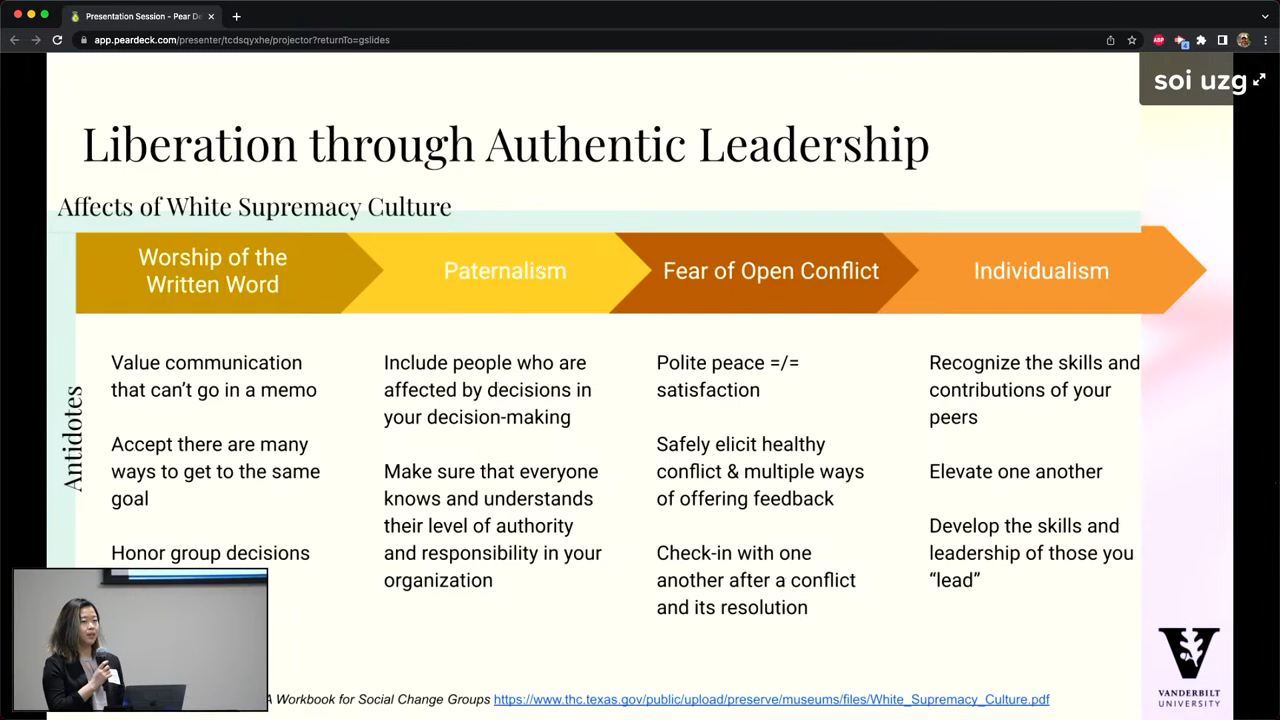 Presentation Session - Pear De
app.peardeck.com/presenter/tcdsqyxhe/projector?returnTo=gslides
ABP
4
soi uzg
Liberation through Authentic Leadership
Affects of White Supremacy Culture
Worship of the
Written Word
Paternalism
Fear of Open Conflict
Individualism
Antidotes
Value communication
that can’t go in a memo
Accept there are many
ways to get to the same
goal
Honor group decisions
Include people who are
affected by decisions in
your decision-making
Make sure that everyone
knows and understands
their level of authority
and responsibility in your
organization
Polite peace =/=
satisfaction
Safely elicit healthy
conflict & multiple ways
of offering feedback
Check-in with one
another after a conflict
and its resolution
Recognize the skills and
contributions of your
peers
Elevate one another
Develop the skills and
leadership of those you
“lead”
A Workbook for Social Change Groups https://www.thc.texas.gov/public/upload/preserve/museums/files/White_Supremacy_Culture.pdf
V
VANDERBILT
UNIVERSITY